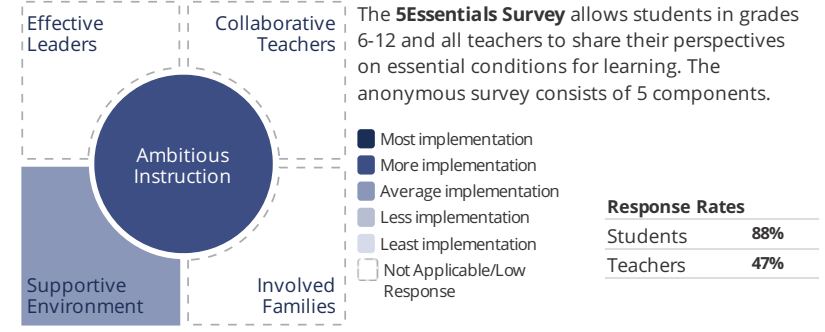 Effective
Leaders
Collaborative
Teachers
Ambitious
Instruction
Supportive
Environment
Involved
Families
The 5Essentials Survey allows students in grades
6-12 and all teachers to share their perspectives
on essential conditions for learning. The
anonymous survey consists of 5 components.
Most implementation
More implementation
Average implementation
Less implementation
Least implementation
Not Applicable/Low
Response
Response Rates
Students 88%
Teachers 47%